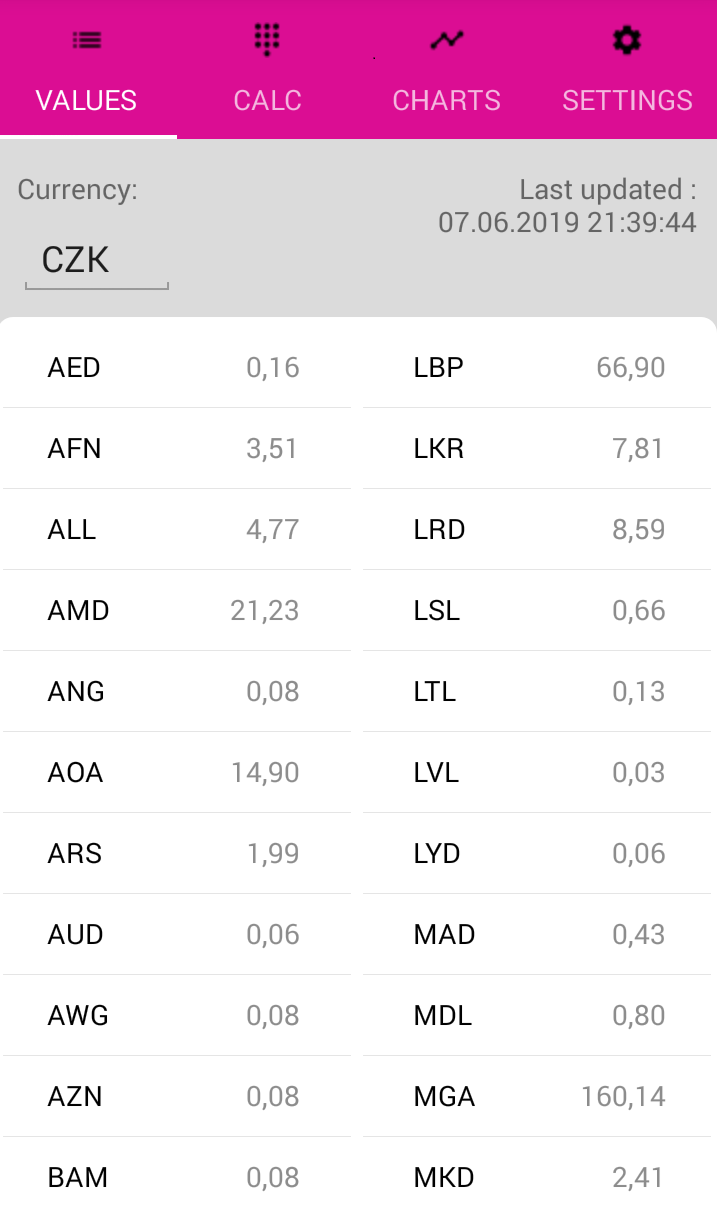 VALUES CALC CHARTS SETTINGS
Currency: Last updated :
07.06.2019 21:39:44
CZK
AED 0,16 LBP 66,90
AFN 3,51 LKR 7,81
ALL 4,77 LRD 8,59
AMD 21,23 LSL 0,66
ANG 0,08 LTL 0,13
AOA 14,90 LVL 0,03
ARS 1,99 LYD 0,06
AUD 0,06 MAD 0,43
AWG 0,08 MDL 0,80
AZN 0,08 MGA 160,14
BAM 0,08 MKD 2,41